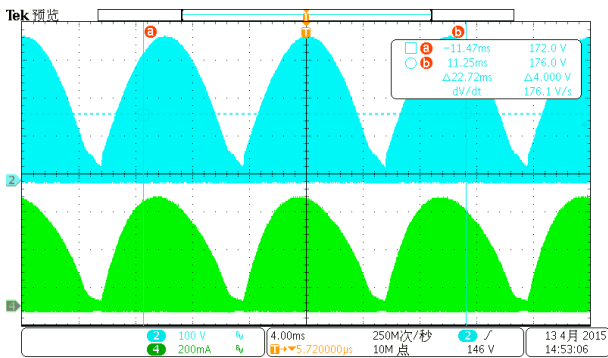 Tek 预览
T
a b
T
a −11.47ms 172.0 V
b 11.25ms 176.0 V
△22.72ms △4.000 V
dV/dt 176.1 V/s
2
4
2 100 V
4 200mA
4.00ms 250M次/秒 2
T→▼5.720000µs 10M 点 146 V
13 4月 2015
14:53:06